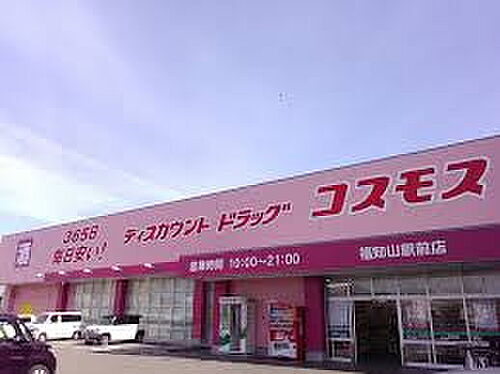 365日
毎日安い!
ディスカウント ドラッグ コスモス
営業時間 10:00〜21:00
福知山駅前店